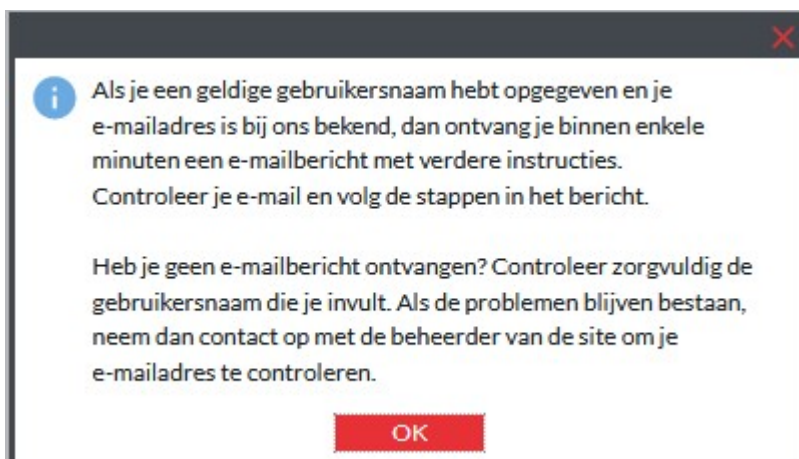 Als je een geldige gebruikersnaam hebt opgegeven en je
e-mailadres is bij ons bekend, dan ontvang je binnen enkele
minuten een e-mailbericht met verdere instructies.
Controleer je e-mail en volg de stappen in het bericht.
Heb je geen e-mailbericht ontvangen? Controleer zorgvuldig de
gebruikersnaam die je invult. Als de problemen blijven bestaan,
neem dan contact op met de beheerder van de site om je
e-mailadres te controleren.
OK